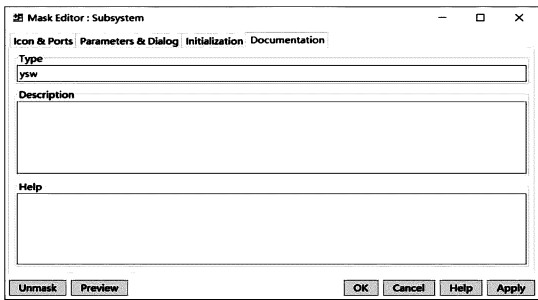 Mask Editor : Subsystem
Icon & Ports Parameters & Dialog Initialization Documentation
Type
ysw
Description
Help
Unmask Preview OK Cancel Help Apply